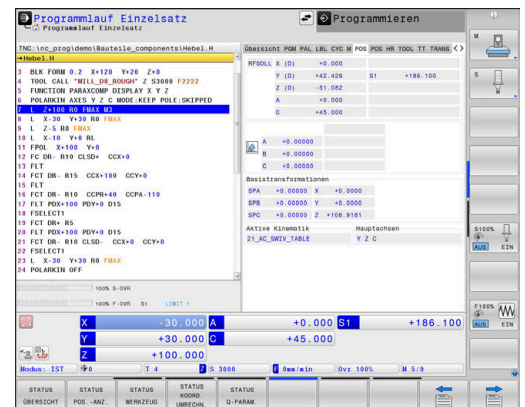 Programmlauf Einzelsatz
Programmlauf Einzelsatz
Programmieren
TNC:\nc_prog\demo\Bauteile_components\Hebel.H
→Hebel.H
3 BLK FORM 0.2 X+120 Y+20 Z+0
4 TOOL CALL "MILL_D8_ROUGH" Z S3000 F2222
5 FUNCTION PARAXCOMP DISPLAY X Y Z
6 POLARKIN AXES Y Z C MODE:KEEP POLE:SKIPPED
7 L Z+100 R0 FMAX M3
8 L X-30 Y+30 R0 FMAX
9 L Z-5 R0 FMAX
10 L X-10 Y+0 RL
11 FPOL X+100 Y+0
12 FC DR- R10 CLSD+ CCX+0
13 FLT
14 FCT DR- R15 CCX+100 CCY+0
15 FLT
16 FCT DR- R10 CCPR+40 CCPA-110
17 FLT PDX+100 PDY+0 D15
18 FSELECT1
19 FCT DR+ R5
20 FLT PDX+100 PDY+0 D15
21 FCT DR- R10 CLSD- CCX+0 CCY+0
22 FSELECT1
23 L X-30 Y+30 R0 FMAX
24 POLARKIN OFF
Übersicht PGM PAL LBL CYC M POS POS HR TOOL TT TRANS
RFSOLL X (D) +0.000
Y (D) +42.426 S1 +186.100
Z (D) -51.082
A +0.000
C +45.000
A +0.00000
B +0.00000
C +0.00000
Basistransformationen
SPA +0.00000 X +0.0000
SPB +0.00000 Y +0.0000
SPC +0.00000 Z +108.9181
Aktive Kinematik Hauptachsen
21_AC_SWIV_TABLE Y Z C
100% S-OVR
100% F-OVR S1 LIMIT 1
X -30.000 A +0.000 S1 +186.100
Y +30.000 C +45.000
Z +100.000
Modus: IST 0 T 4 Z S 3000 F 0mm/min Ovr 100% M 5/9
M
S
S100%
AUS EIN
F100%
AUS EIN
STATUS ÜBERSICHT
STATUS POS.-ANZ.
STATUS WERKZEUG
STATUS KOORD. UMRECHN.
STATUS Q-PARAM.